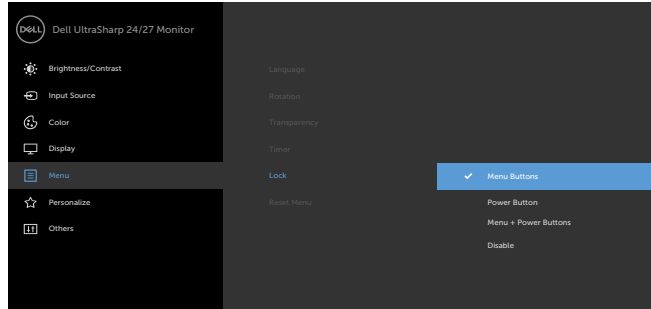 DELL Dell UltraSharp 24/27 Monitor
Brightness/Contrast
Input Source
Color
Display
Menu
Personalize
Others
Language
Rotation
Transparency
Timer
Lock
Reset Menu
Menu Buttons
Power Button
Menu + Power Buttons
Disable